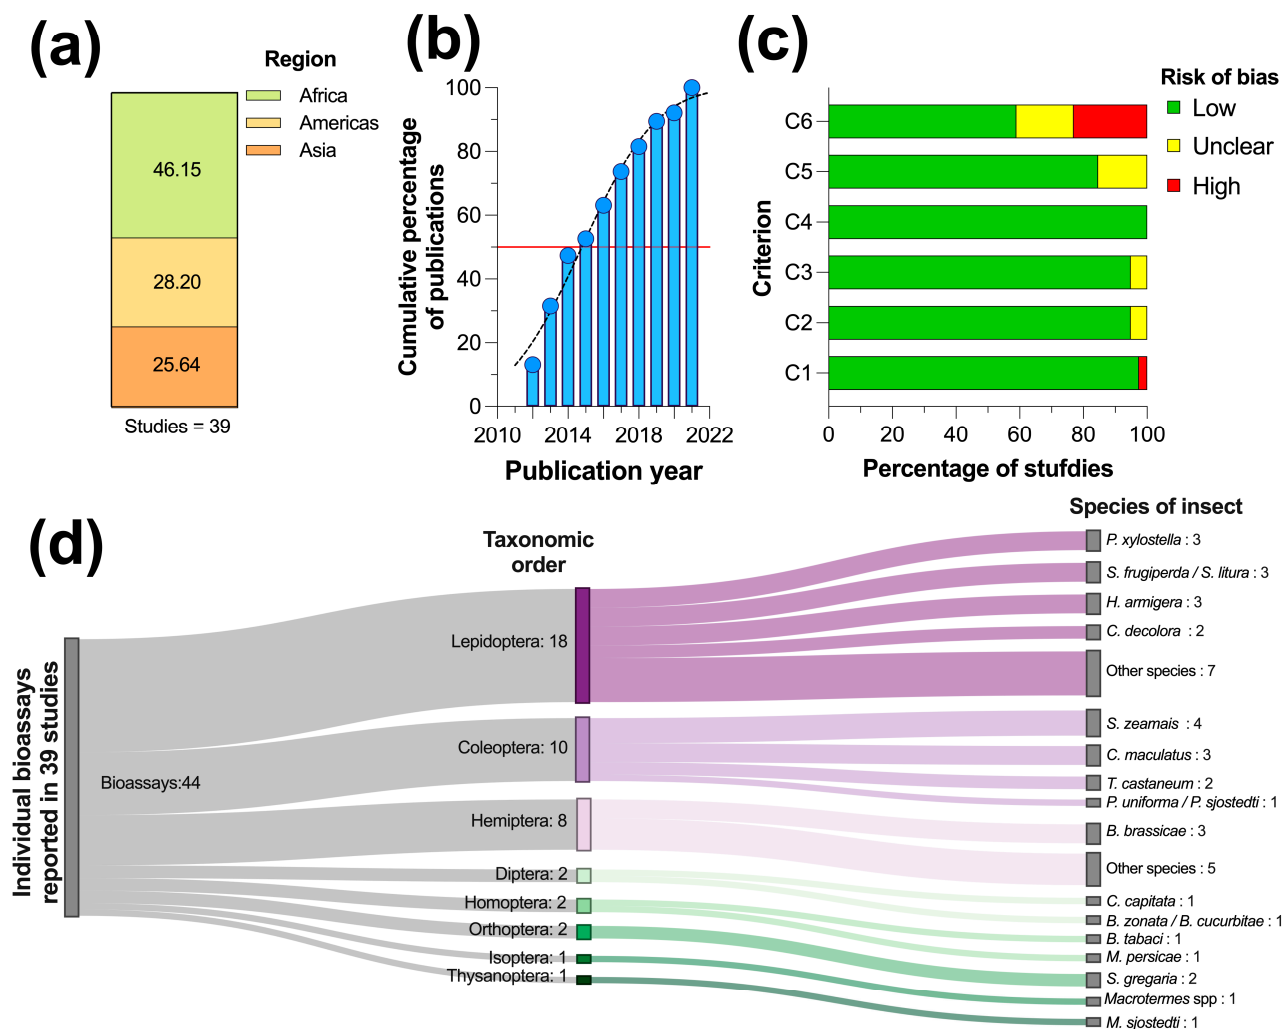 (a)
Region
Africa
Americas
Asia
46.15
28.20
25.64
Studies = 39
(b)
Cumulative percentage
of publications
100
80
60
40
20
0
2010
2014
2018
2022
Publication year
(c)
Risk of bias
Low
Unclear
High
Criterion
C6
C5
C4
C3
C2
C1
0
20
40
60
80
100
Percentage of stufdies
(d)
Individual bioassays
reported in 39 studies
Bioassays:44
Taxonomic
order
Lepidoptera: 18
Coleoptera: 10
Hemiptera: 8
Diptera: 2
Homoptera: 2
Orthoptera: 2
Isoptera: 1
Thysanoptera: 1
Species of insect
P. xylostella : 3
S. frugiperda / S. litura : 3
H. armigera : 3
C. decolora : 2
Other species : 7
S. zeamais : 4
C. maculatus : 3
T. castaneum : 2
P. uniforma / P. sjostedti : 1
B. brassicae : 3
Other species : 5
C. capitata : 1
B. zonata / B. cucurbitae : 1
B. tabaci : 1
M. persicae : 1
S. gregaria : 2
Macrotermes spp : 1
M. sjostedti : 1